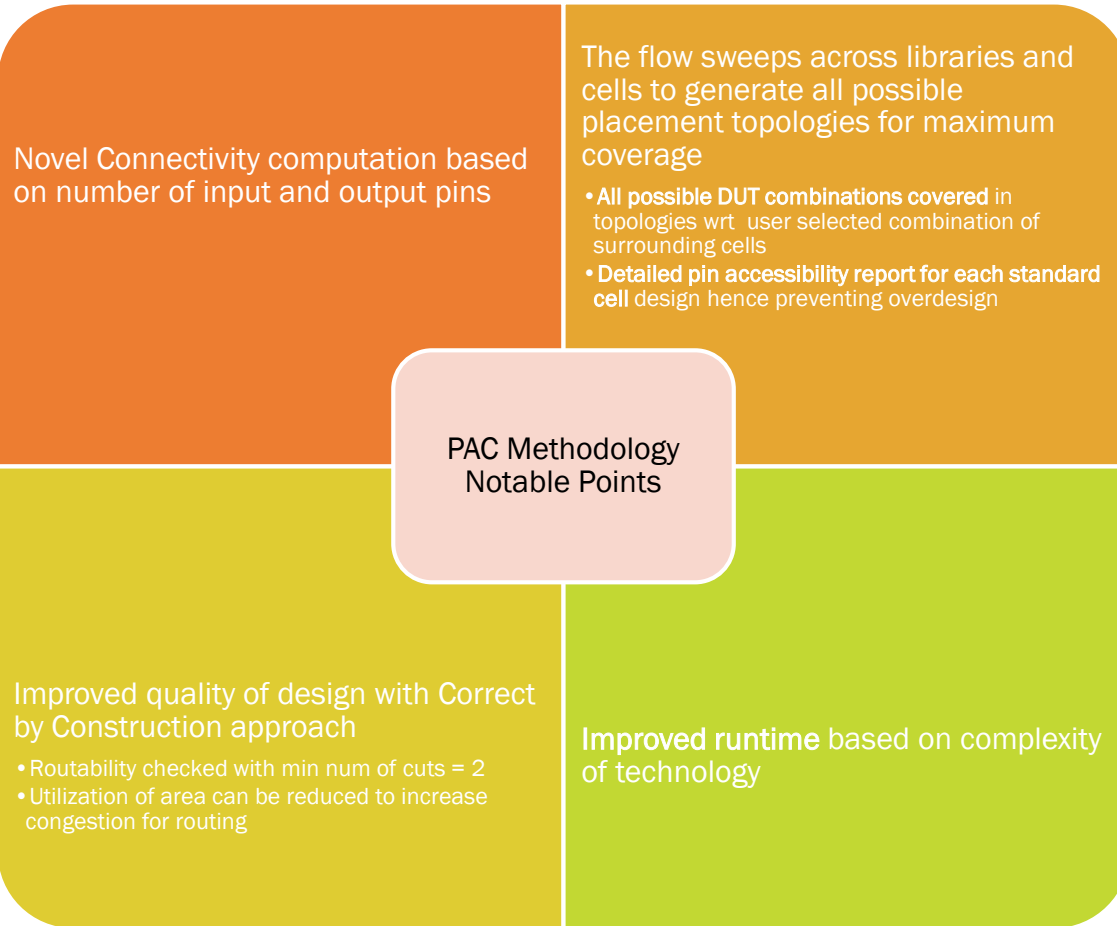 Novel Connectivity computation based
on number of input and output pins
The flow sweeps across libraries and
cells to generate all possible
placement topologies for maximum
coverage
•All possible DUT combinations covered in
topologies wrt user selected combination of
surrounding cells
•Detailed pin accessibility report for each standard
cell design hence preventing overdesign
PAC Methodology
Notable Points
Improved quality of design with Correct
by Construction approach
•Routability checked with min num of cuts = 2
•Utilization of area can be reduced to increase
congestion for routing
Improved runtime based on complexity
of technology